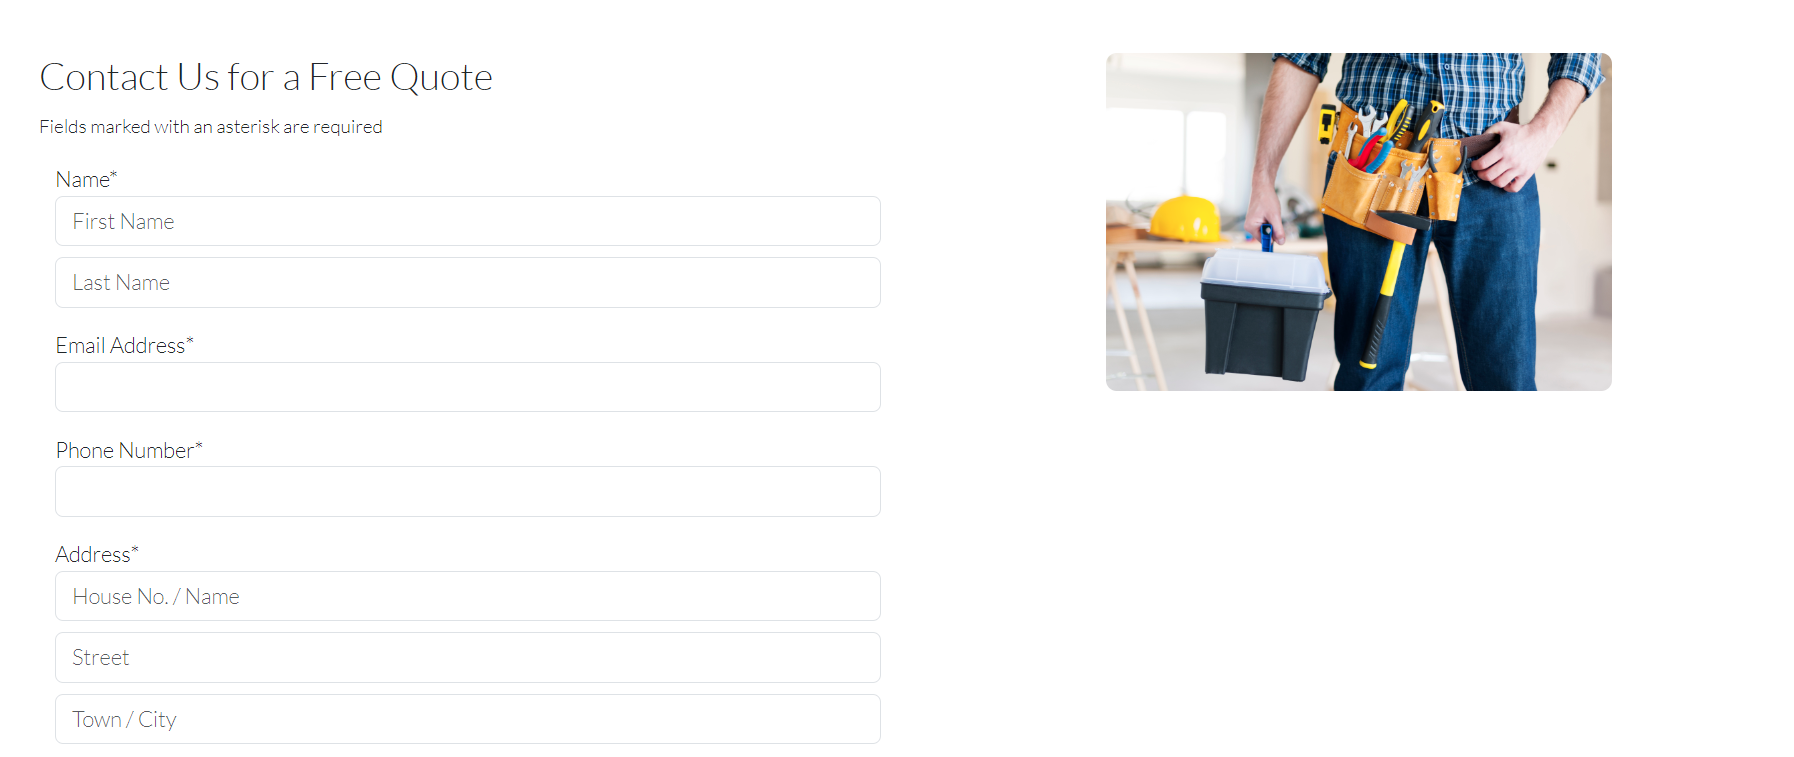 Contact Us for a Free Quote
Fields marked with an asterisk are required
Name*
First Name
Last Name
Email Address*
Phone Number*
Address*
House No. / Name
Street
Town / City